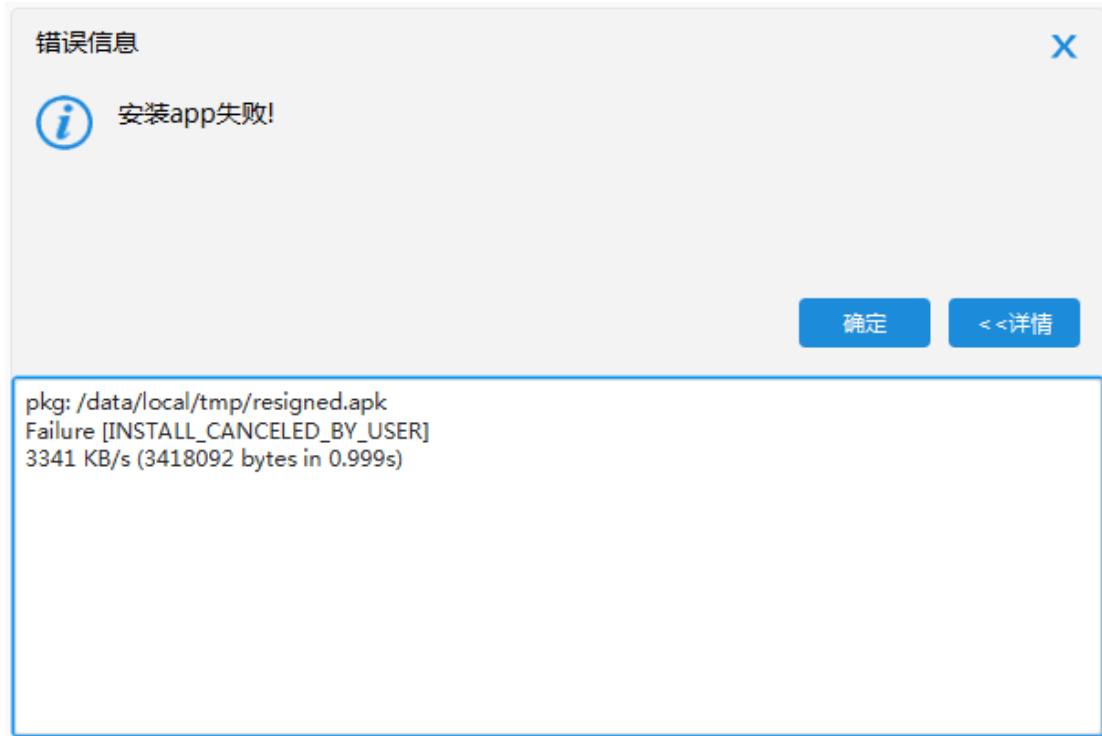 错误信息
X
安装app失败!
确定
<<详情
pkg: /data/local/tmp/resigned.apk
Failure [INSTALL_CANCELED_BY_USER]
3341 KB/s (3418092 bytes in 0.999s)